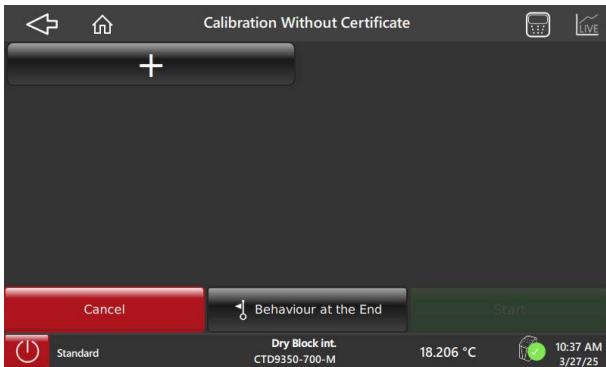 Calibration Without Certificate
LIVE
+
Cancel
Behaviour at the End
Start
Standard
Dry Block int.
CTD9350-700-M
18.206 °C
10:37 AM
3/27/25